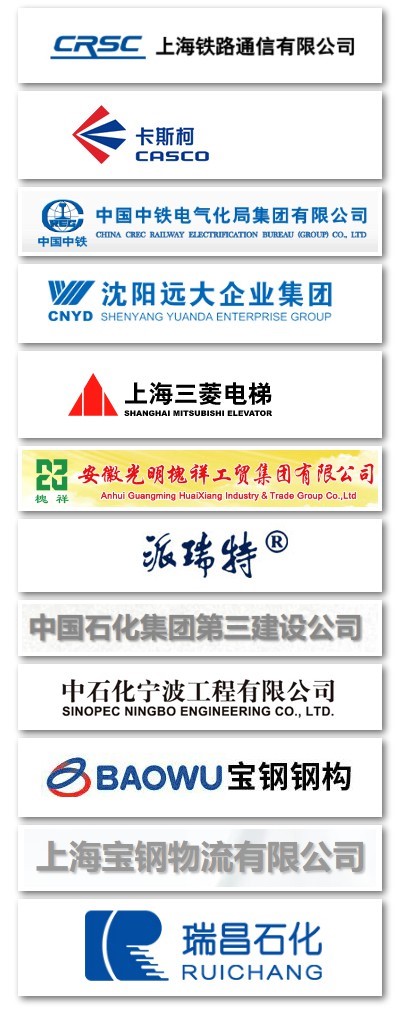 CRSC 上海铁路通信有限公司
卡斯柯
CASCO
CREG
中国中铁
中国中铁电气化局集团有限公司
CHINA CREC RAILWAY ELECTRIFICATION BUREAU (GROUP) CO., LTD
CNYD
沈阳远大企业集团
SHENYANG YUANDA ENTERPRISE GROUP
上海三菱电梯
SHANGHAI MITSUBISHI ELEVATOR
槐祥
安徽光明槐祥工贸集团有限公司
Anhui Guangming HuaiXiang Industry & Trade Group Co.,Ltd
派瑞特®
中国石化集团第三建设公司
中石化宁波工程有限公司
SINOPEC NINGBO ENGINEERING CO., LTD.
BAOWU 宝钢钢构
上海宝钢物流有限公司
瑞昌石化
RUICHANG